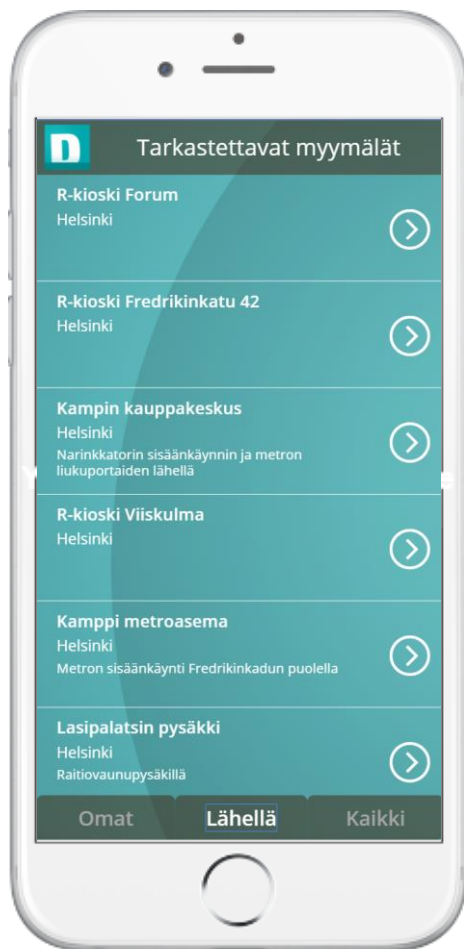 Tarkastettavat myymälät
R-kioski Forum
Helsinki
R-kioski Fredrikinkatu 42
Helsinki
Kampin kauppakeskus
Helsinki
Narinkkatorin sisäänkäynnin ja metron
liukuportaiden lähellä
R-kioski Viiskulma
Helsinki
Kamppi metroasema
Helsinki
Metron sisäänkäynti Fredrikinkadun puolella
Lasipalatsin pysäkki
Helsinki
Raitiovaunupysäkillä
Omat Lähellä Kaikki